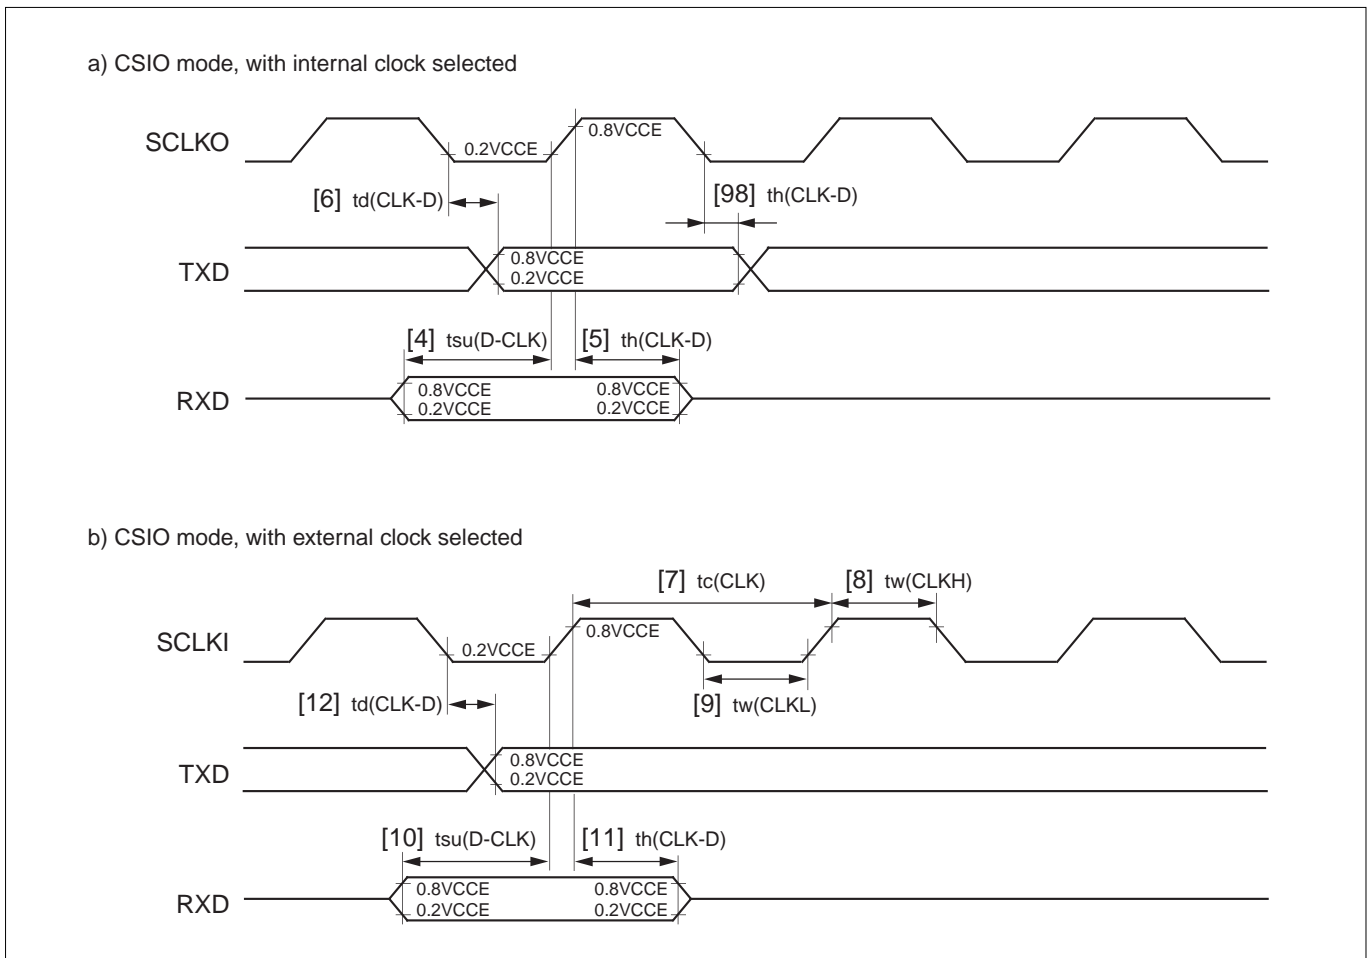 a) CSIO mode, with internal clock selected
SCLKO
0.2VCCE
0.8VCCE
[6] td(CLK-D)
[98] th(CLK-D)
TXD
0.8VCCE
0.2VCCE
[4] tsu(D-CLK)
[5] th(CLK-D)
RXD
0.8VCCE
0.8VCCE
0.2VCCE
0.2VCCE
b) CSIO mode, with external clock selected
[7] tc(CLK)
[8] tw(CLKH)
SCLKI
0.2VCCE
0.8VCCE
[12] td(CLK-D)
[9] tw(CLKL)
TXD
0.8VCCE
0.2VCCE
[10] tsu(D-CLK)
[11] th(CLK-D)
RXD
0.8VCCE
0.8VCCE
0.2VCCE
0.2VCCE